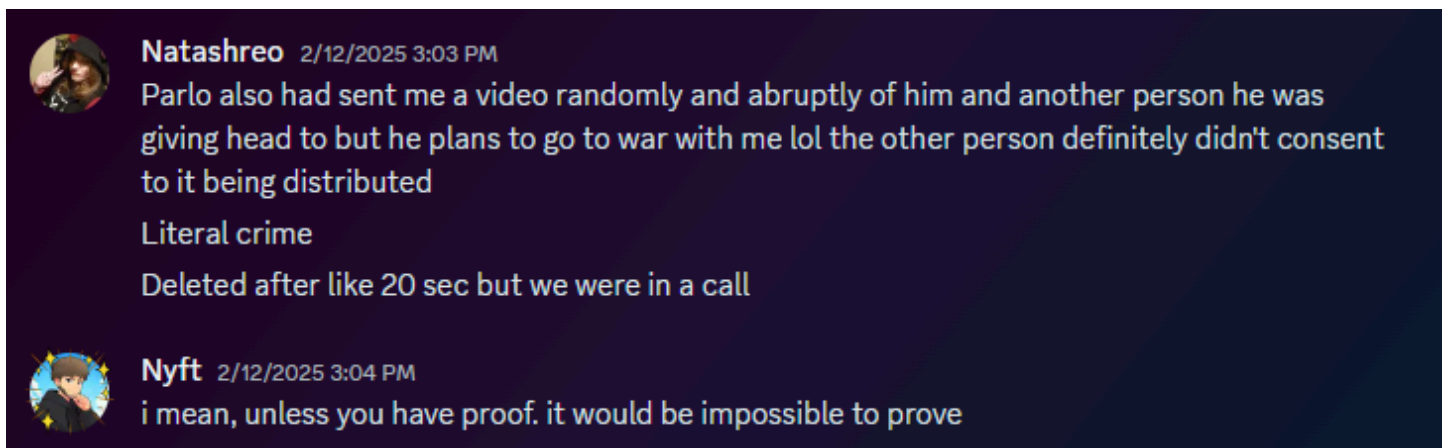 Natashreo 2/12/2025 3:03 PM
Parlo also had sent me a video randomly and abruptly of him and another person he was
giving head to but he plans to go to war with me lol the other person definitely didn't consent
to it being distributed
Literal crime
Deleted after like 20 sec but we were in a call
Nyft 2/12/2025 3:04 PM
i mean, unless you have proof. it would be impossible to prove